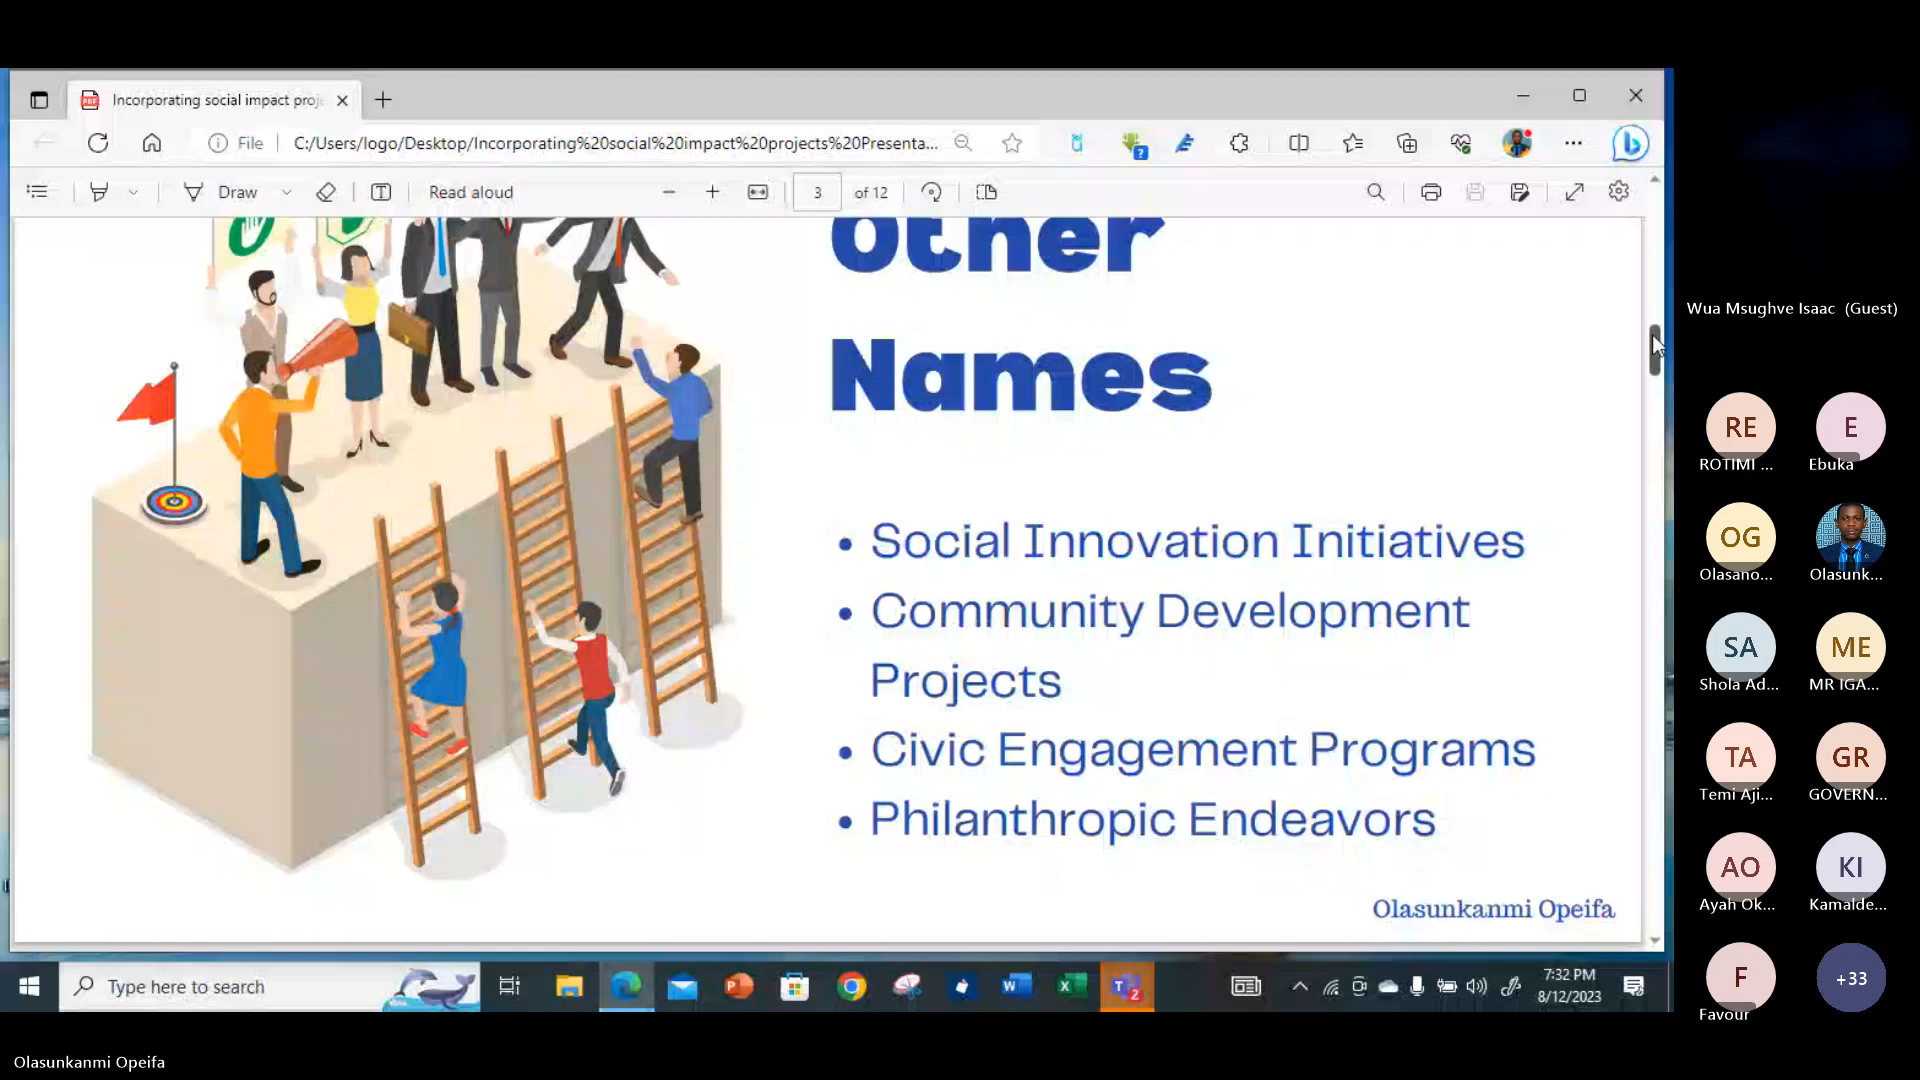 Incorporating social impact proj
File
C:/Users/logo/Desktop/Incorporating%20social%20impact%20projects%20Presenta...
Draw
Read aloud
3
of 12
Other
Names
• Social Innovation Initiatives
• Community Development
Projects
• Civic Engagement Programs
• Philanthropic Endeavors
Olasunkanmi Opeifa
Type here to search
7:32 PM
8/12/2023
Wua Msughve Isaac (Guest)
RE
ROTIMI ...
E
Ebuka
OG
Olasano...
Olasunk...
SA
Shola Ad...
ME
MR IGA...
TA
Temi Aji...
GR
GOVERN...
AO
Ayah Ok...
KI
Kamalde...
F
Favour
+33
Olasunkanmi Opeifa